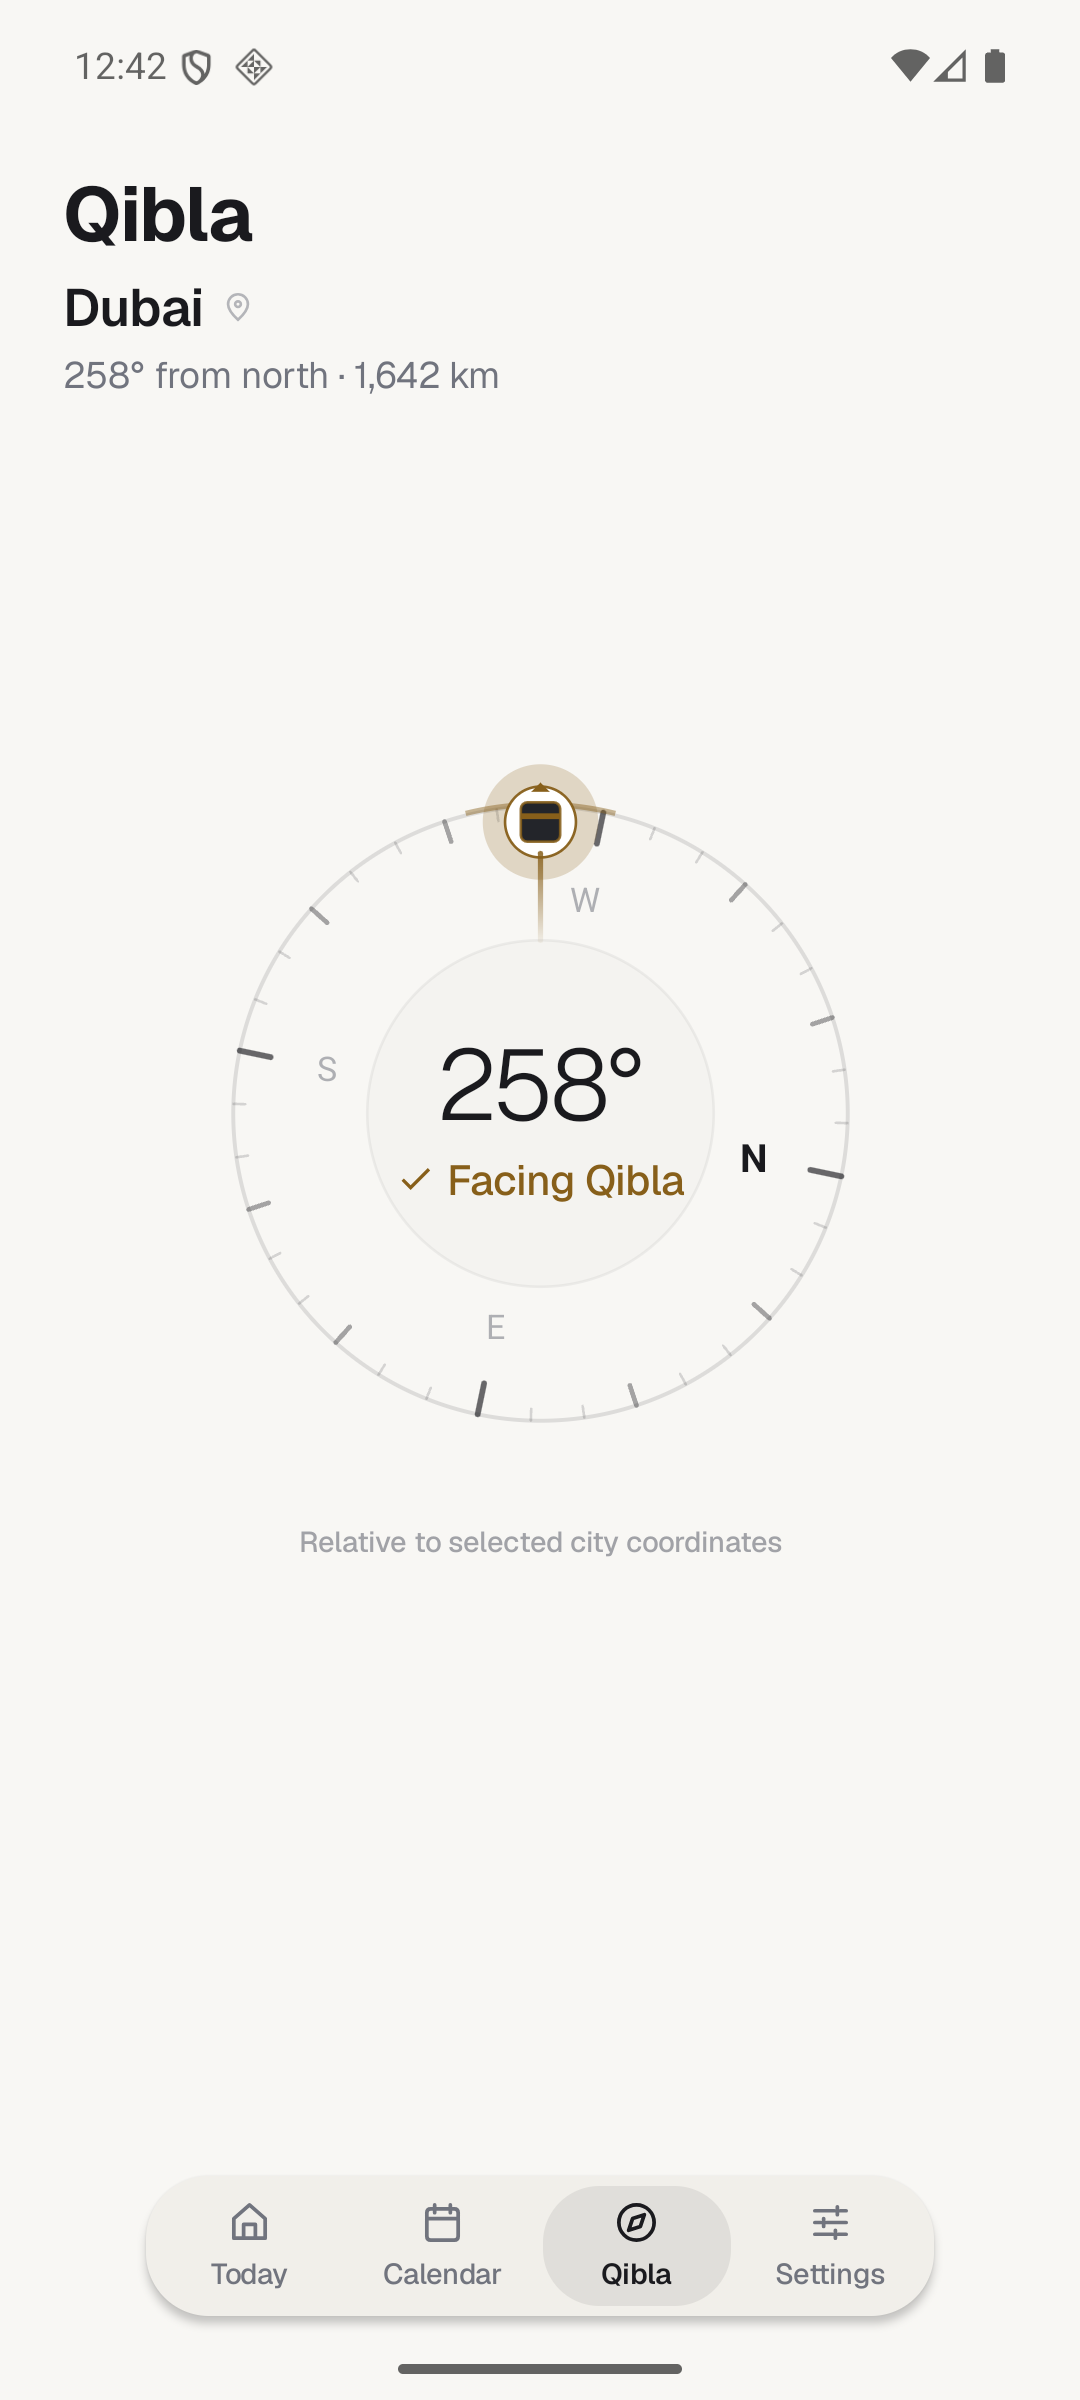 12:42
Qibla
Dubai
258° from north · 1,642 km
W
S
258°
N
Facing Qibla
E
Relative to selected city coordinates
Today
Calendar
Qibla
Settings